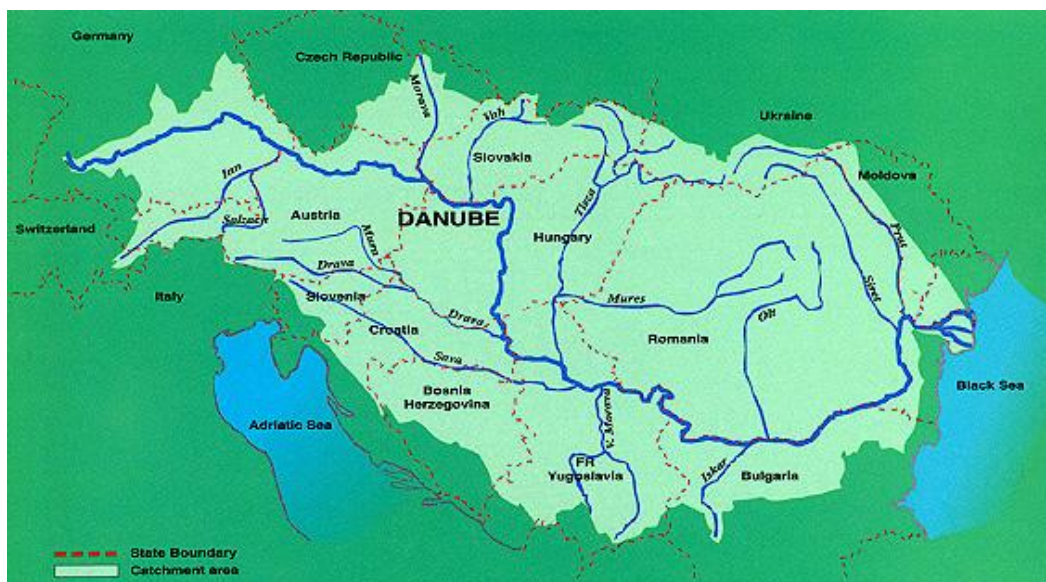 Germany
Czech Republic
Morava
Vah
Ukraine
Slovakia
Moldova
Inn
Salzach
Austria
DANUBE
Tisza
Switzerland
Hungary
Mura
Prut
Drava
Italy
Slovenia
Drava
Mures
Siret
Croatia
Olt
Romania
Sava
Bosnia
Herzegovina
Black Sea
Adriatic Sea
V. Morava
FR
Yugoslavia
Iskar
Bulgaria
State Boundary
Catchment area